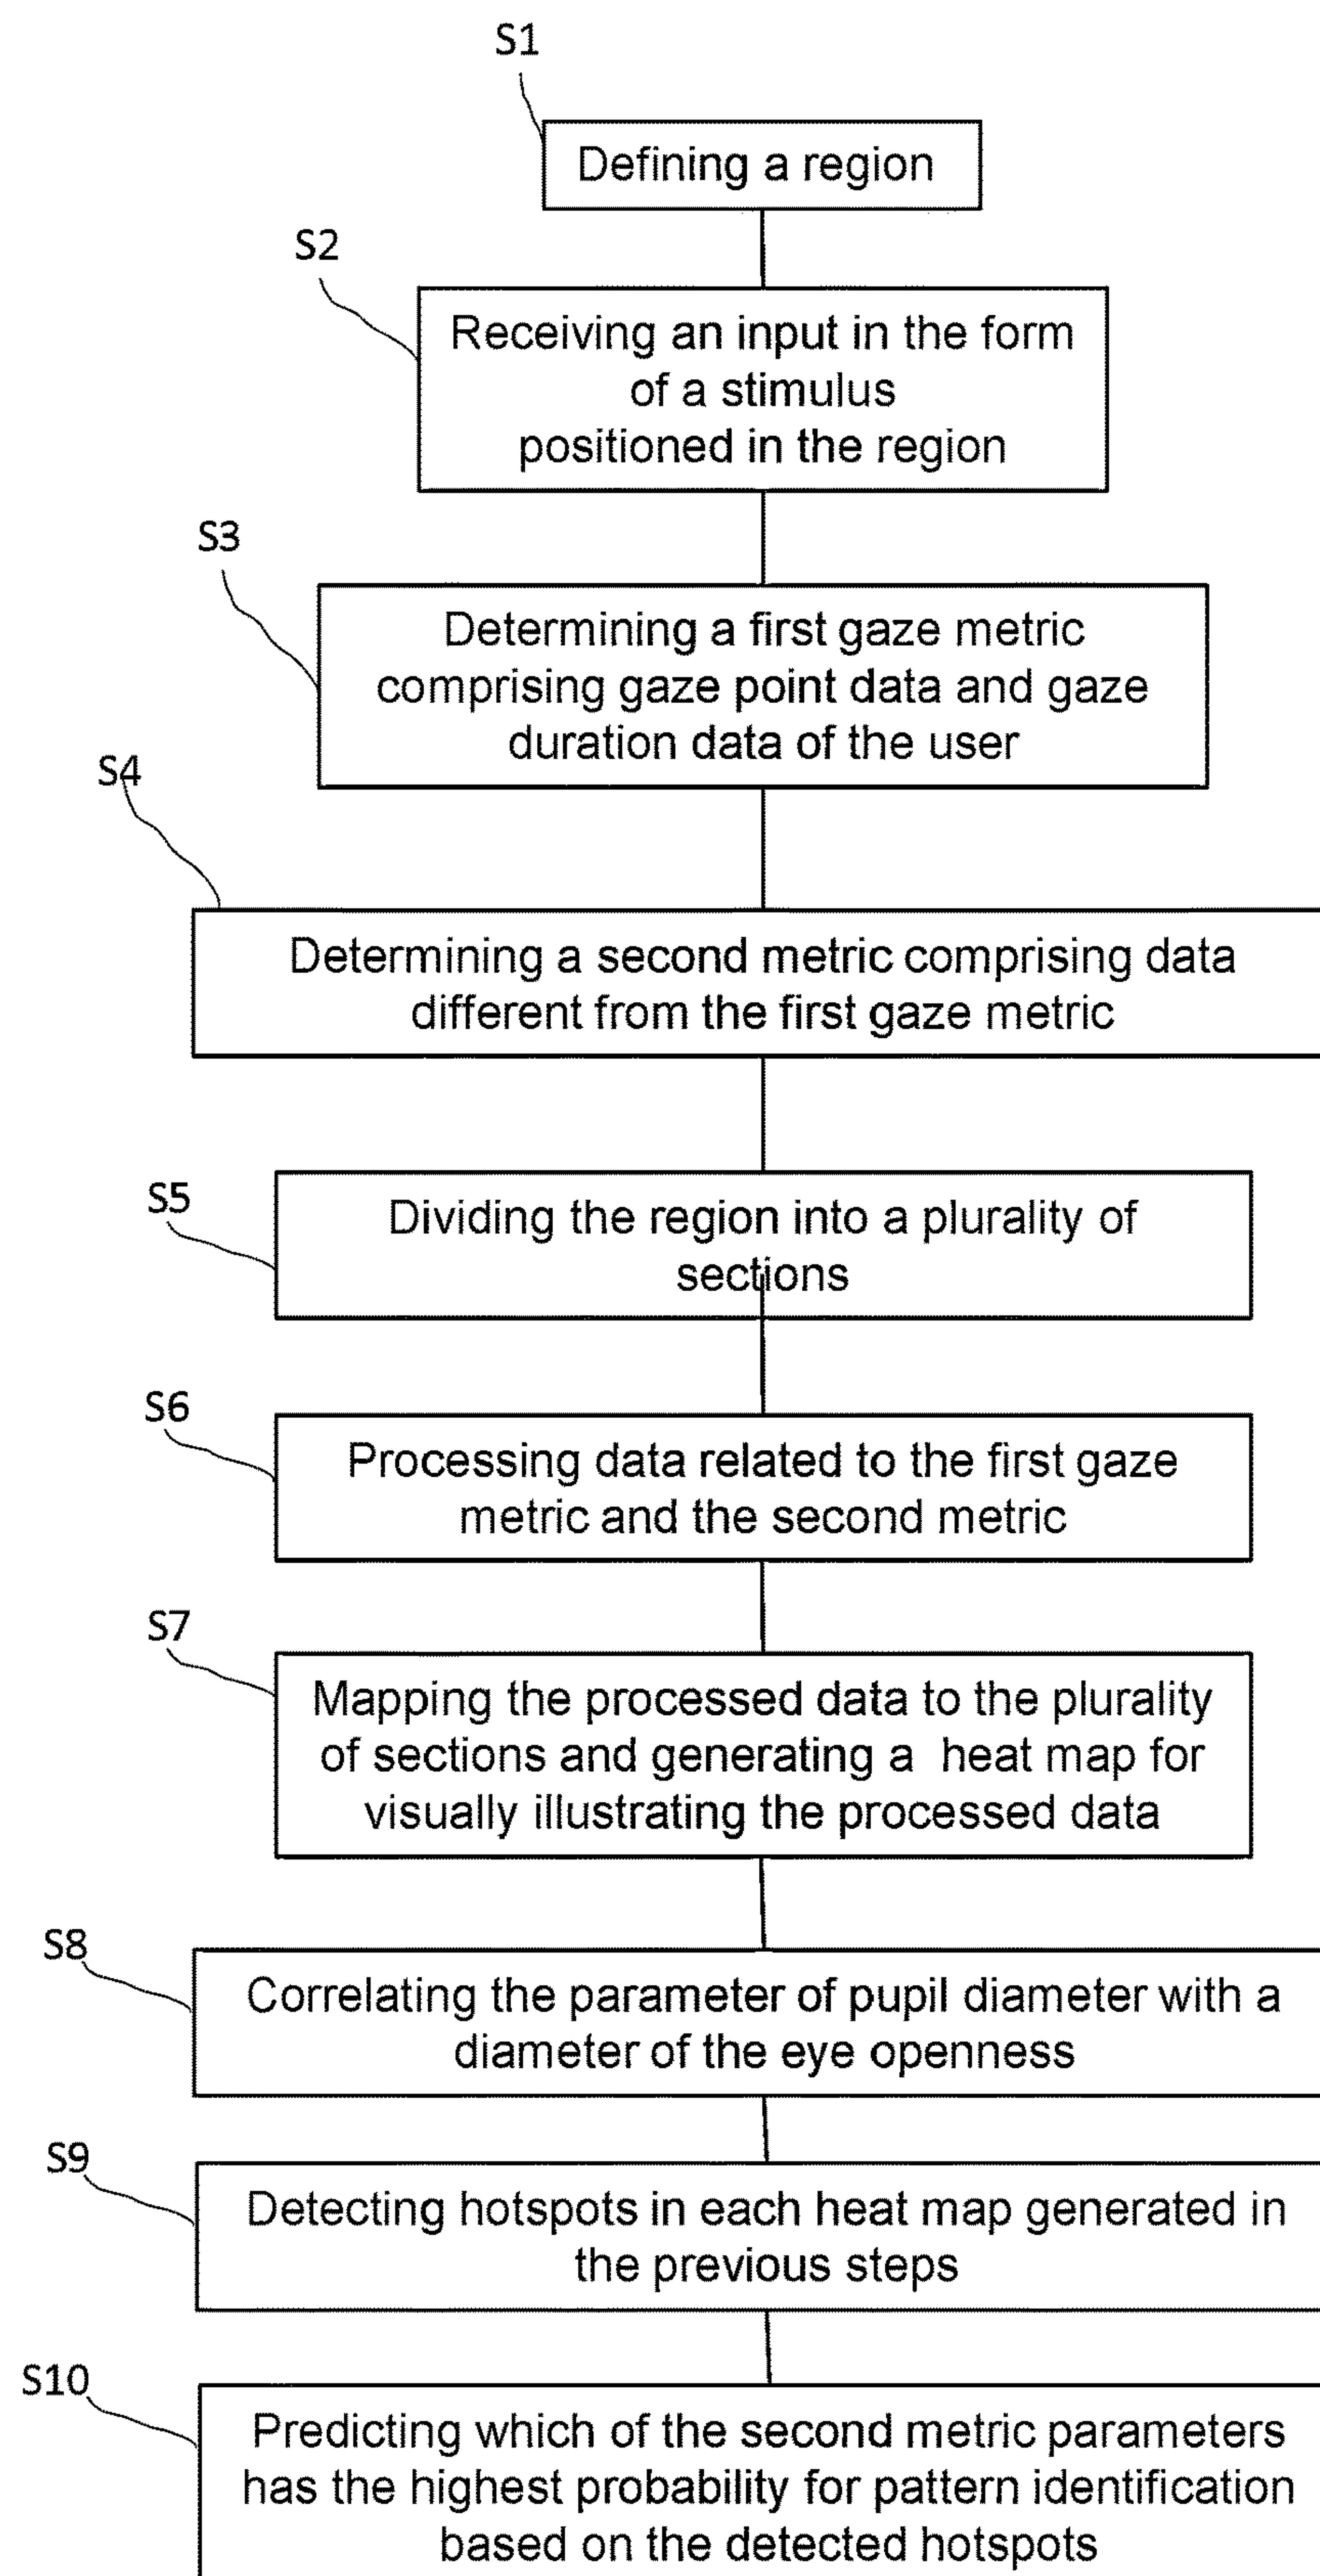 S1
Defining a region
S2
Receiving an input in the form
of a stimulus
positioned in the region
S3
Determining a first gaze metric
comprising gaze point data and gaze
duration data of the user
S4
Determining a second metric comprising data
different from the first gaze metric
S5
Dividing the region into a plurality of
sections
S6
Processing data related to the first gaze
metric and the second metric
S7
Mapping the processed data to the plurality
of sections and generating a heat map for
visually illustrating the processed data
S8
Correlating the parameter of pupil diameter with a
diameter of the eye openness
S9
Detecting hotspots in each heat map generated in
the previous steps
S10
Predicting which of the second metric parameters
has the highest probability for pattern identification
based on the detected hotspots